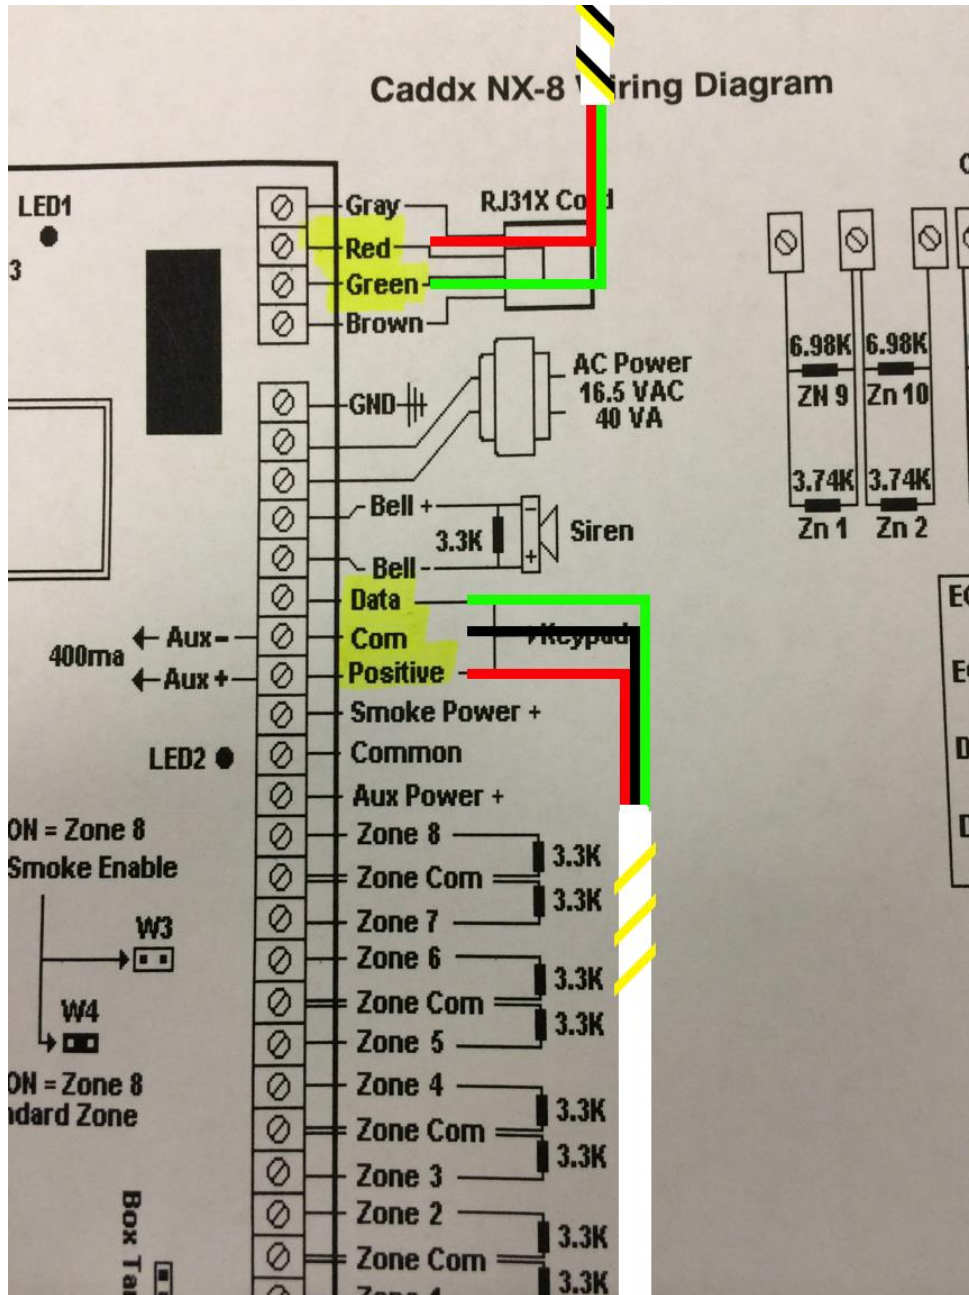 Caddx NX-8 Wiring Diagram
LED1
3
Gray
Red
Green
Brown
RJ31X Cord
GND
AC Power
16.5 VAC
40 VA
Bell +
3.3K
Siren
Bell -
Data
Com
Positive
Keypad
Aux -
400ma
Aux +
LED2
Smoke Power +
Common
Aux Power +
Zone 8
Zone Com
Zone 7
3.3K
3.3K
Zone 6
Zone Com
Zone 5
3.3K
3.3K
Zone 4
Zone Com
Zone 3
3.3K
3.3K
Zone 2
Zone Com
3.3K
3.3K
ON = Zone 8
Smoke Enable
W3
W4
ON = Zone 8
ndard Zone
Box Ta
6.98K 6.98K
ZN 9 Zn 10
3.74K 3.74K
Zn 1 Zn 2